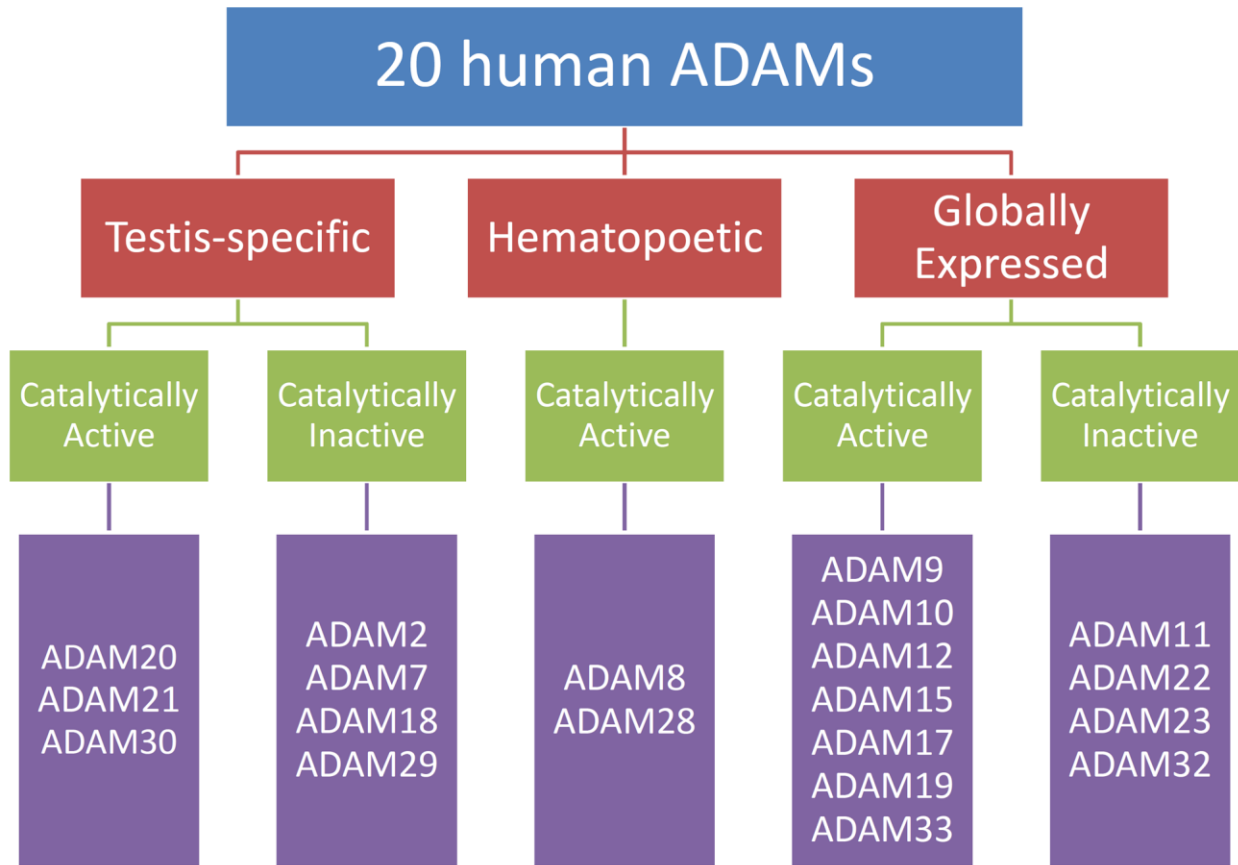 20 human ADAMs
Testis-specific
Hematopoetic
Globally
Expressed
Catalytically
Active
Catalytically
Inactive
Catalytically
Active
Catalytically
Active
Catalytically
Inactive
ADAM20
ADAM21
ADAM30
ADAM2
ADAM7
ADAM18
ADAM29
ADAM8
ADAM28
ADAM9
ADAM10
ADAM12
ADAM15
ADAM17
ADAM19
ADAM33
ADAM11
ADAM22
ADAM23
ADAM32